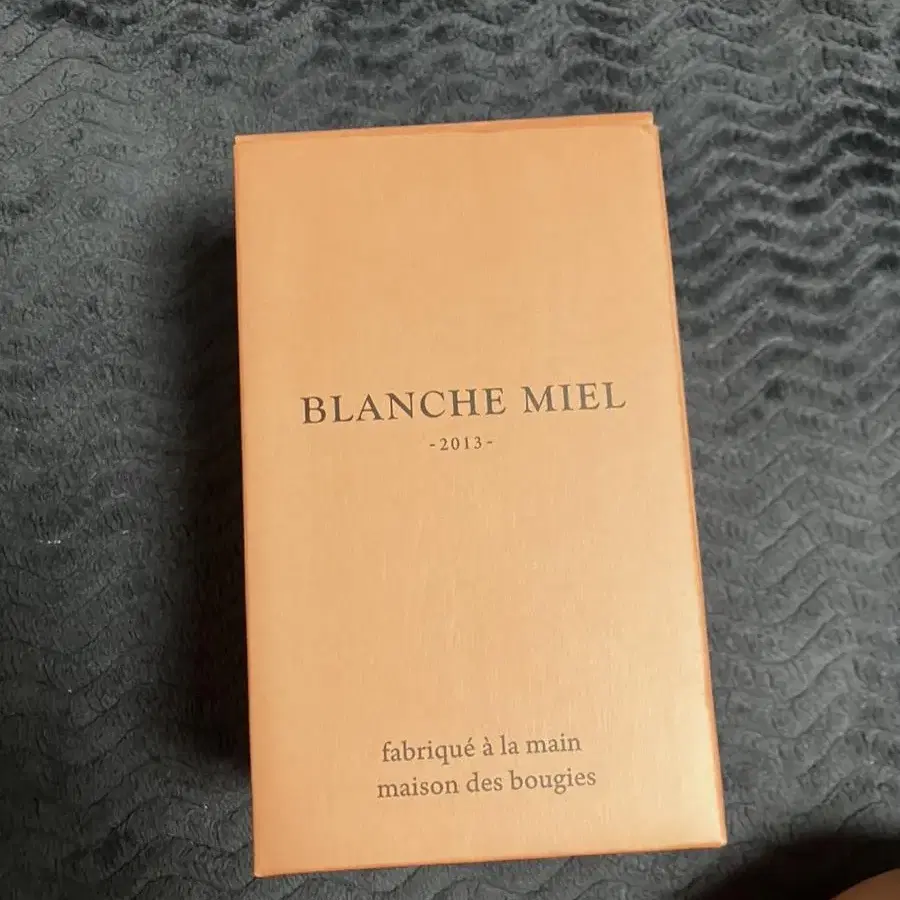 BLANCHE MIEL
-2013-
fabriqué à la main
maison des bougies